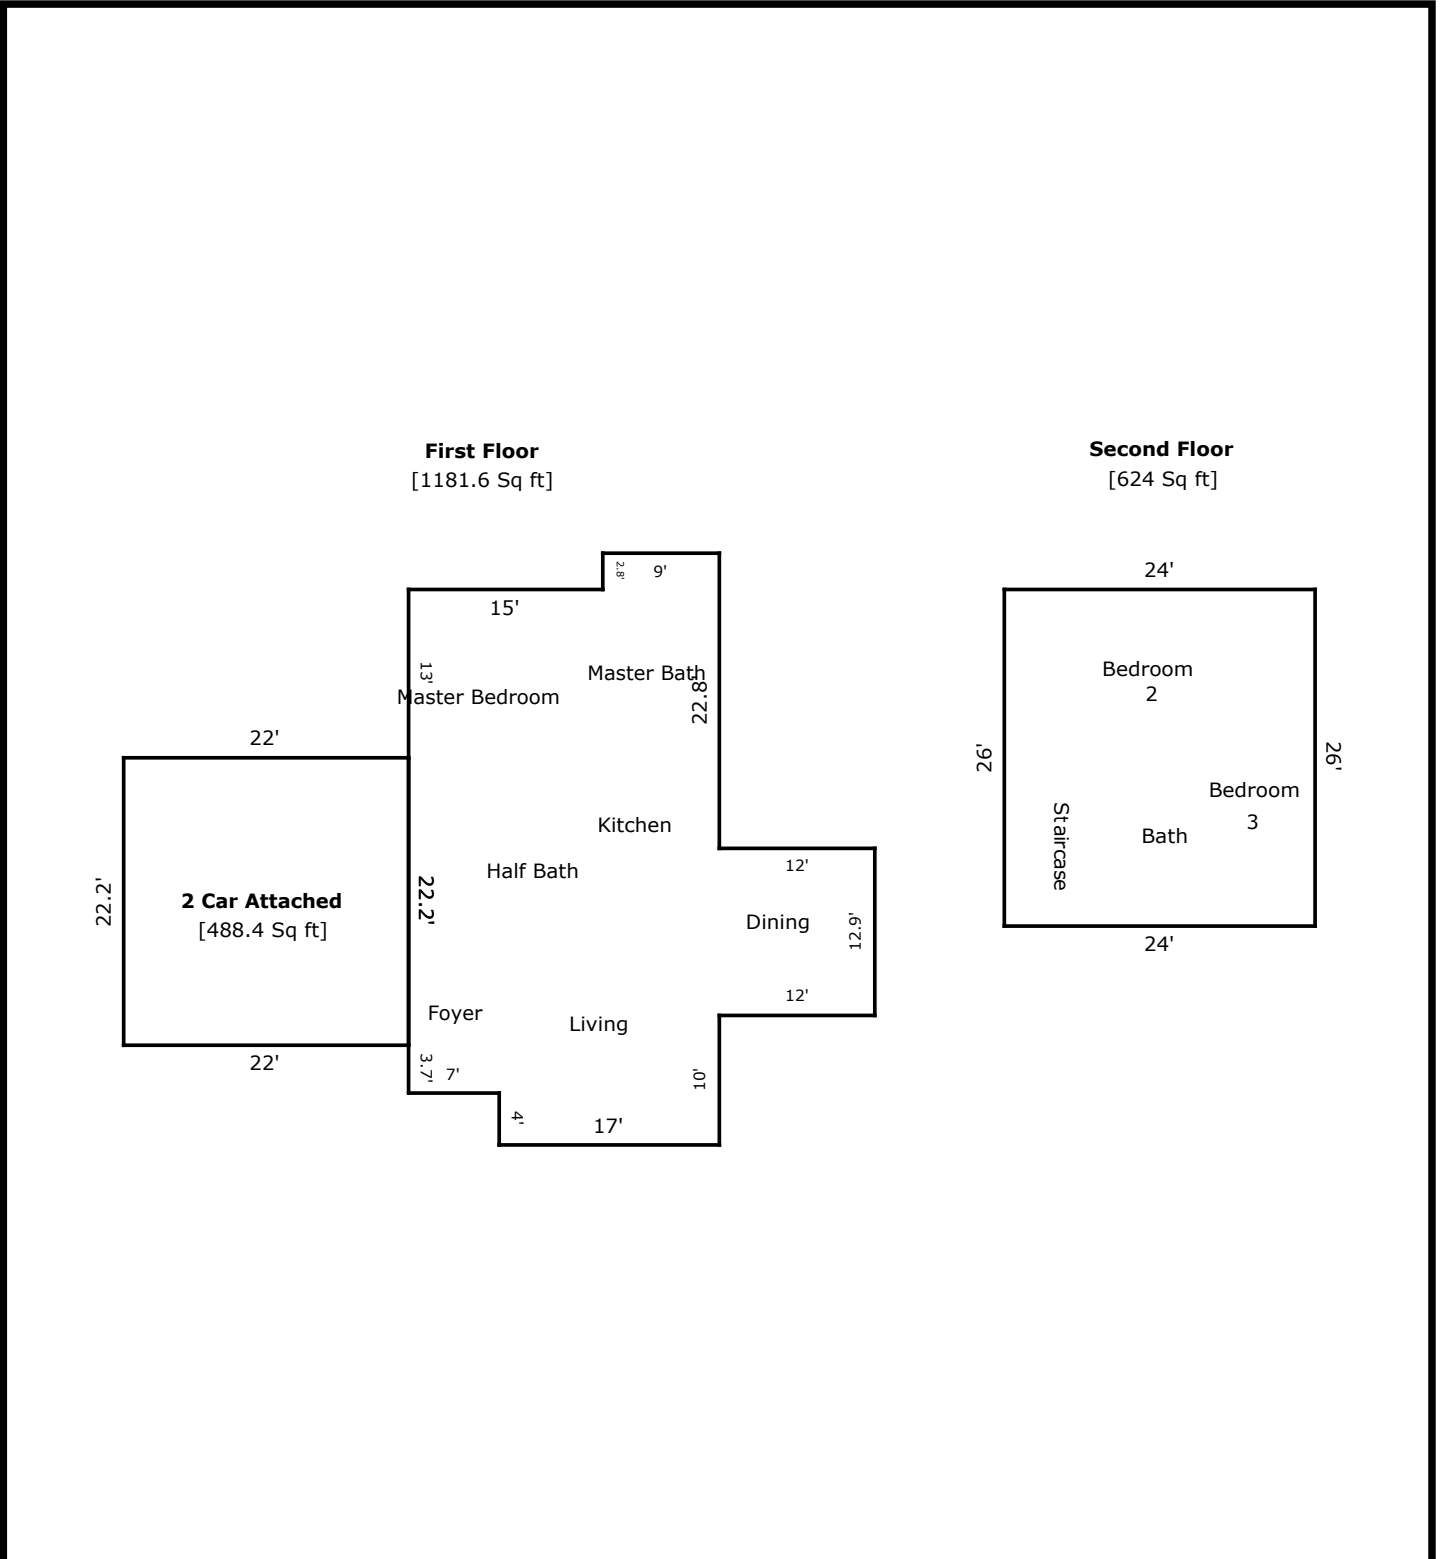 First Floor
[1181.6 Sq ft]
Second Floor
[624 Sq ft]
2.8'
9'
15'
13'
Master Bath
Master Bedroom
22.8'
22'
22.2'
2 Car Attached
[488.4 Sq ft]
22'
22.2'
Kitchen
Half Bath
12'
Dining
12.9'
12'
Foyer
Living
3.7'
7'
10'
4'
17'
24'
Bedroom
2
26'
26'
Bedroom
3
Staircase
Bath
24'